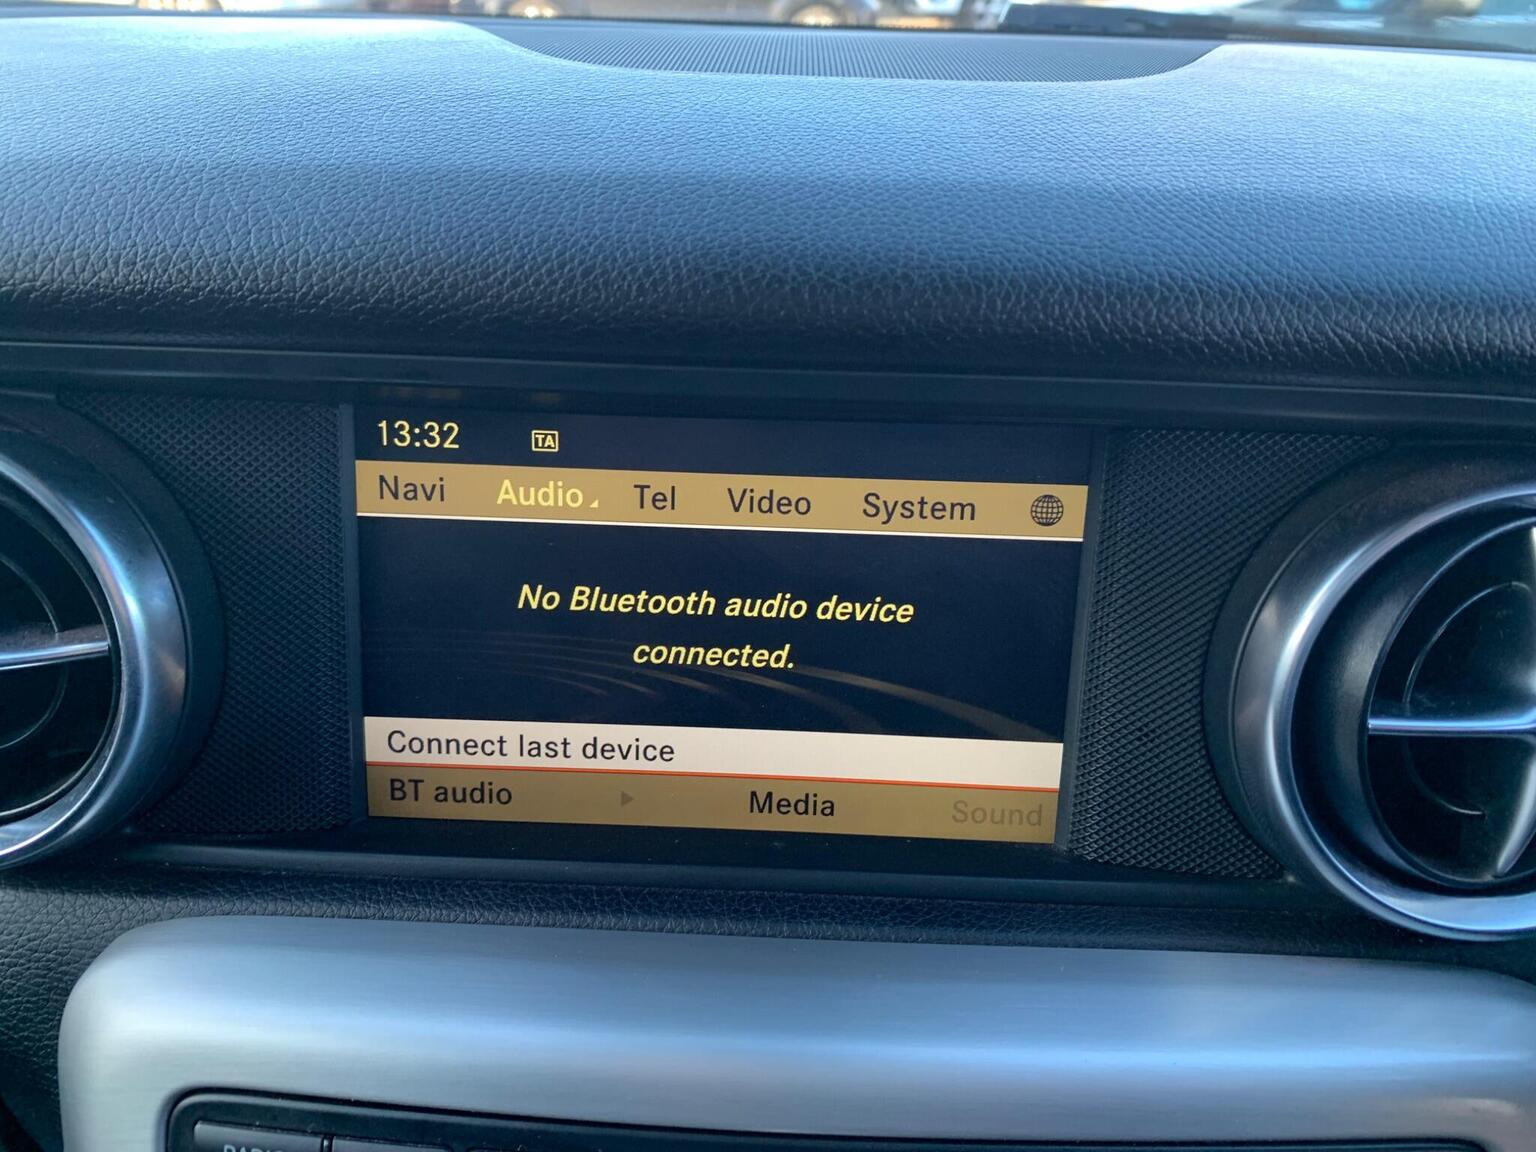 13:32 TA
Navi Audio Tel Video System
No Bluetooth audio device
connected.
Connect last device
BT audio Media Sound